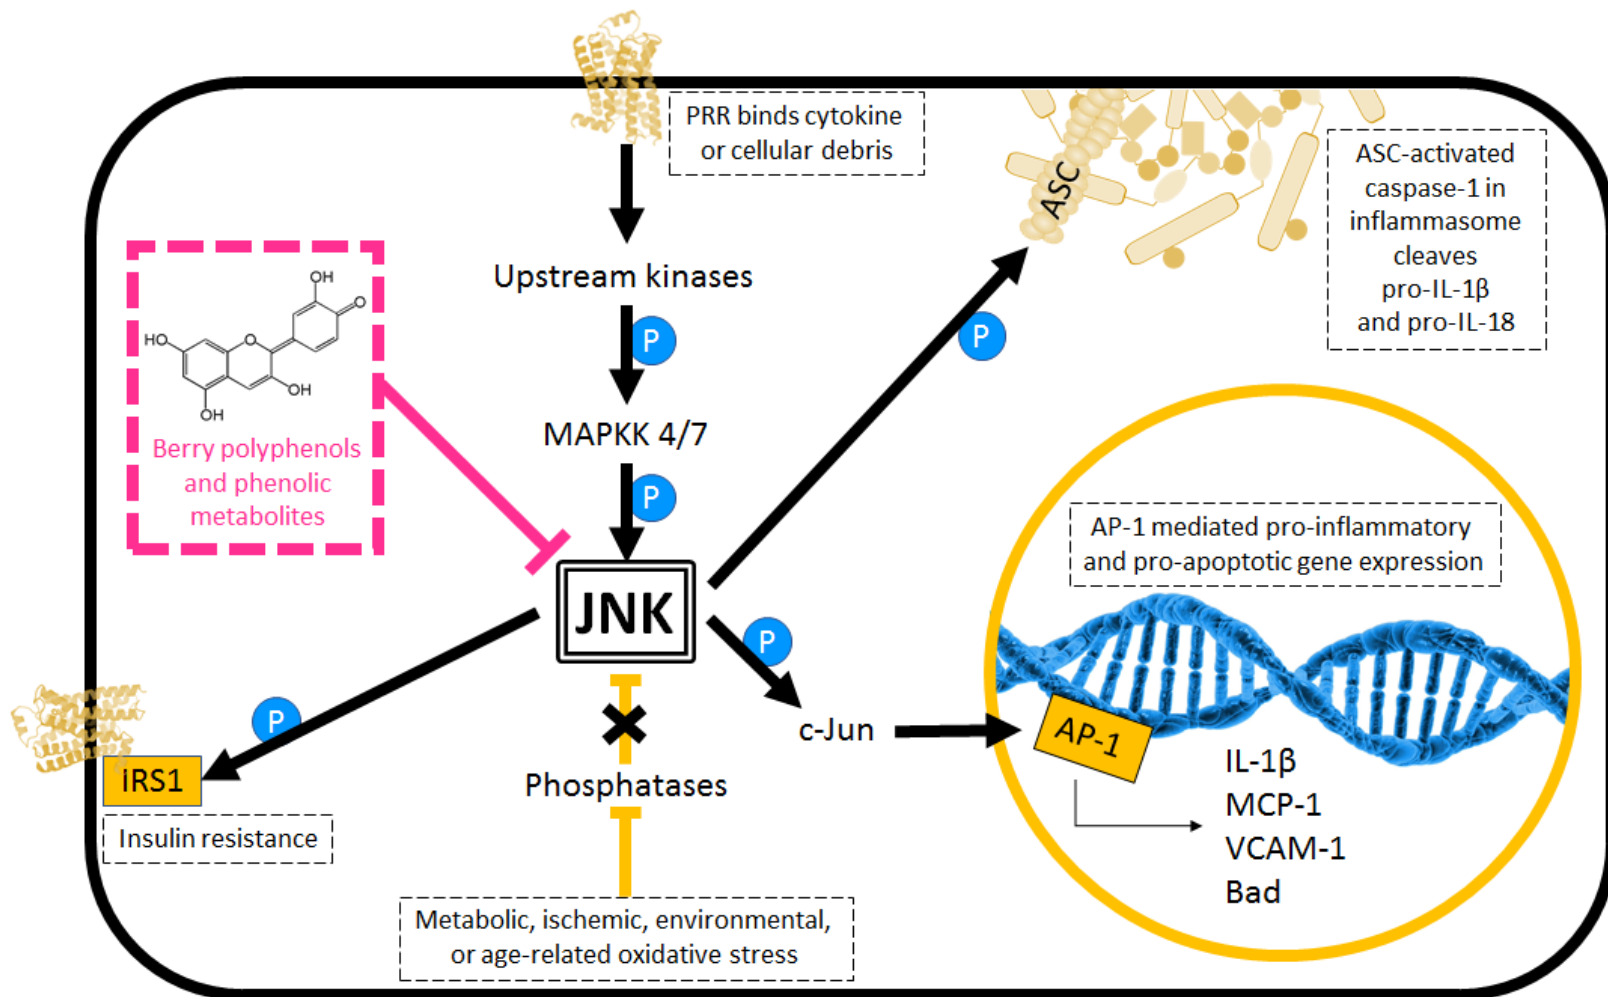 PRR binds cytokine
or cellular debris
ASC
ASC-activated
caspase-1 in
inflammasome
cleaves
pro-IL-1β
and pro-IL-18
Upstream kinases
P
MAPKK 4/7
P
P
OH
O
HO
O
OH
OH
Berry polyphenols
and phenolic
metabolites
JNK
P
P
c-Jun
IRS1
Insulin resistance
Phosphatases
Metabolic, ischemic, environmental,
or age-related oxidative stress
AP-1 mediated pro-inflammatory
and pro-apoptotic gene expression
AP-1
IL-1β
MCP-1
VCAM-1
Bad